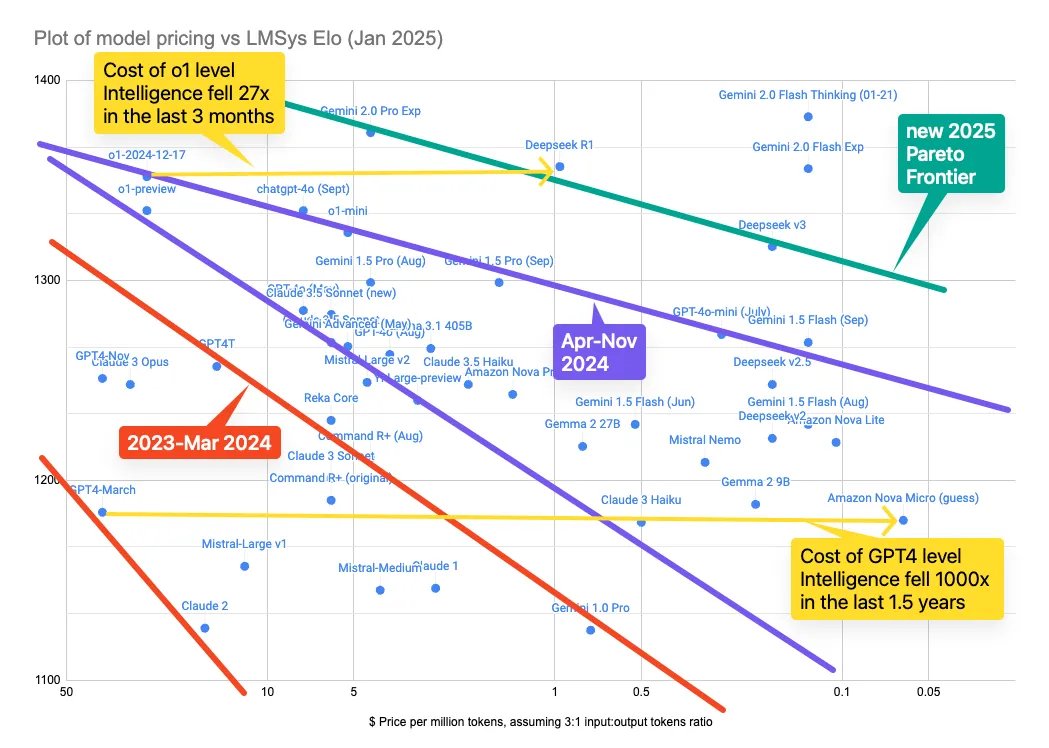 Plot of model pricing vs LMSys Elo (Jan 2025)
1400
Cost of o1 level
Intelligence fell 27x
in the last 3 months
Gemini 2.0 Pro Exp
Gemini 2.0 Flash Thinking (01-21)
new 2025
Pareto
Frontier
Deepseek R1
Gemini 2.0 Flash Exp
o1-2024-12-17
o1-preview
chatgpt-4o (Sept)
o1-mini
Deepseek v3
Gemini 1.5 Pro (Aug)
Gemini 1.5 Pro (Sep)
1300
Claude 3.5 Sonnet (new)
GPT-4o-mini (July)
Gemini 1.5 Flash (Sep)
Gemini Advanced (May)
3.1 405B
GPT-4o (Aug)
Apr-Nov
2024
GPT4T
GPT4-Nov
Claude 3 Opus
Mistral-Large v2
Claude 3.5 Haiku
Deepseek v2.5
Yi-Large-preview
Amazon Nova
Reka Core
Gemini 1.5 Flash (Jun)
Gemini 1.5 Flash (Aug)
Deepseek v2
Amazon Nova Lite
Gemma 2 27B
2023-Mar 2024
Command R+ (Aug)
Mistral Nemo
Claude 3 Sonnet
1200
Command R+ (original)
Gemma 2 9B
GPT4-March
Claude 3 Haiku
Amazon Nova Micro (guess)
Cost of GPT4 level
Intelligence fell 1000x
in the last 1.5 years
Mistral-Large v1
Mistral-Medium
Claude 1
Claude 2
Gemini 1.0 Pro
1100
50
10
5
1
0.5
0.1
0.05
$ Price per million tokens, assuming 3:1 input:output tokens ratio